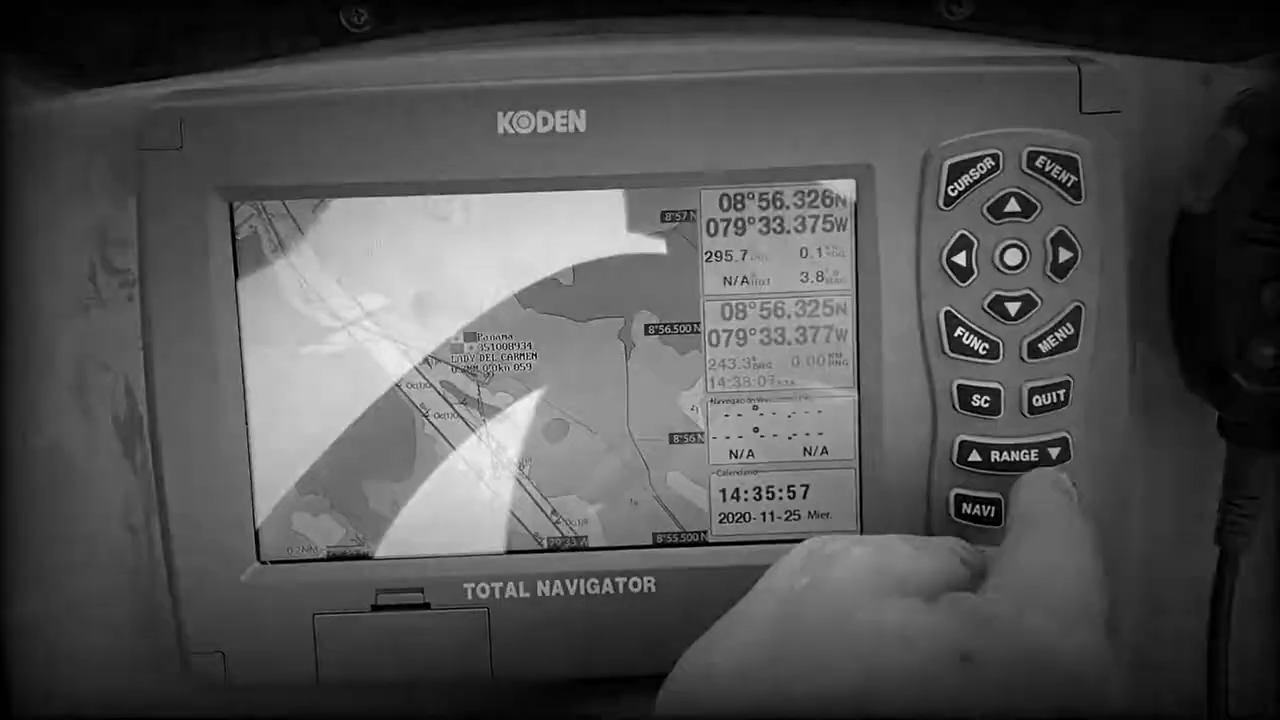 KODEN
CURSOR
EVENT
FUNC
MENU
SC
QUIT
▲ RANGE ▼
NAVI
TOTAL NAVIGATOR
8°57 N
8°56.500 N
8°56 N
8°55.500 N
Panama
351008934
LADY DEL CARMEN
059
0.2NM
08°56.326N
079°33.375W
295.7
0.1
N/A
3.8
08°56.325N
079°33.377W
243.3°
0.00 NM
14:38:07
N/A N/A
14:35:57
2020-11-25 Mier.